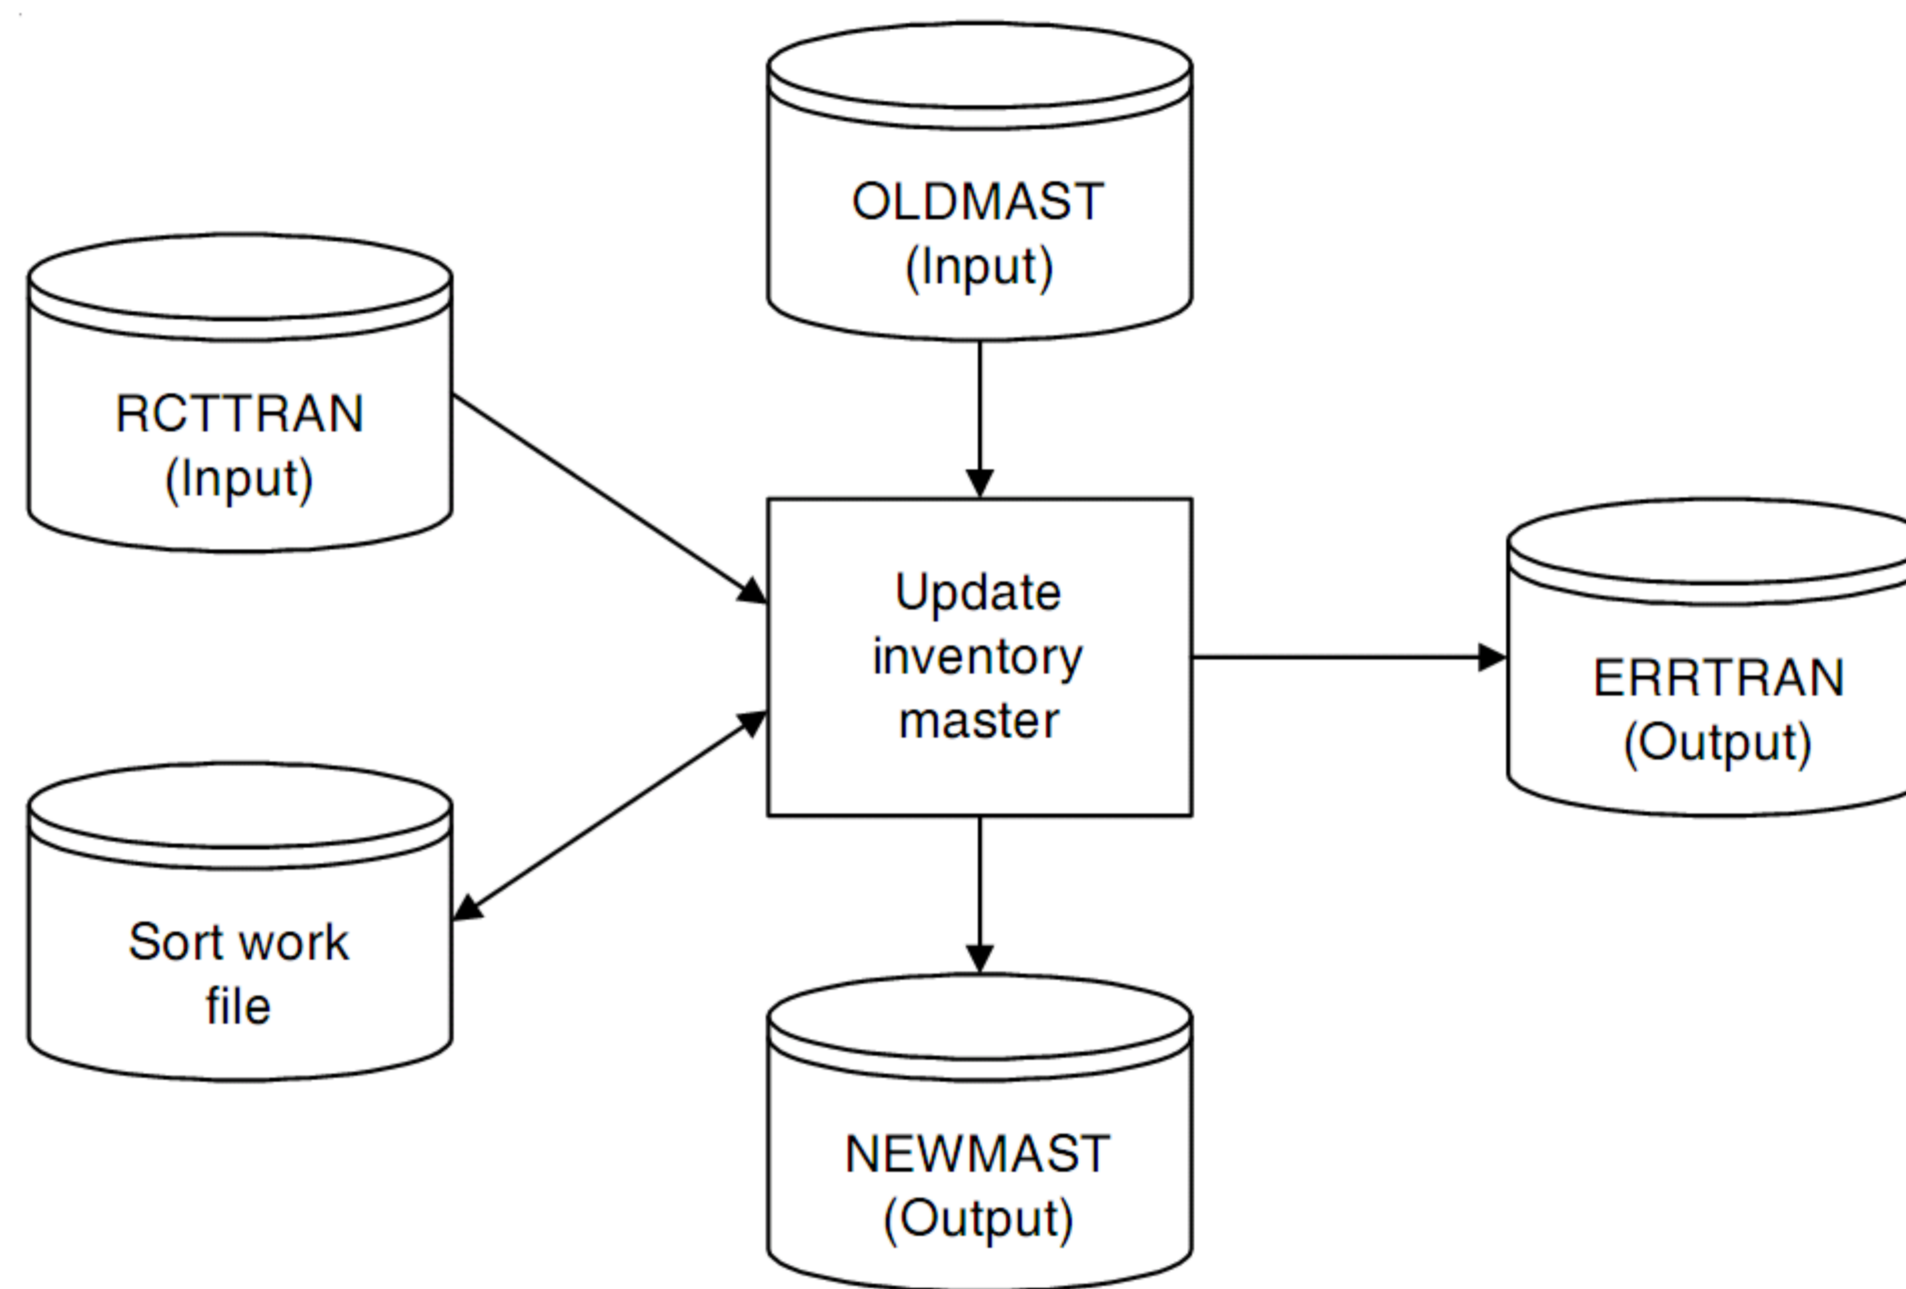 OLDMAST
(Input)
RCTTRAN
(Input)
Update
inventory
master
ERRTRAN
(Output)
Sort work
file
NEWMAST
(Output)